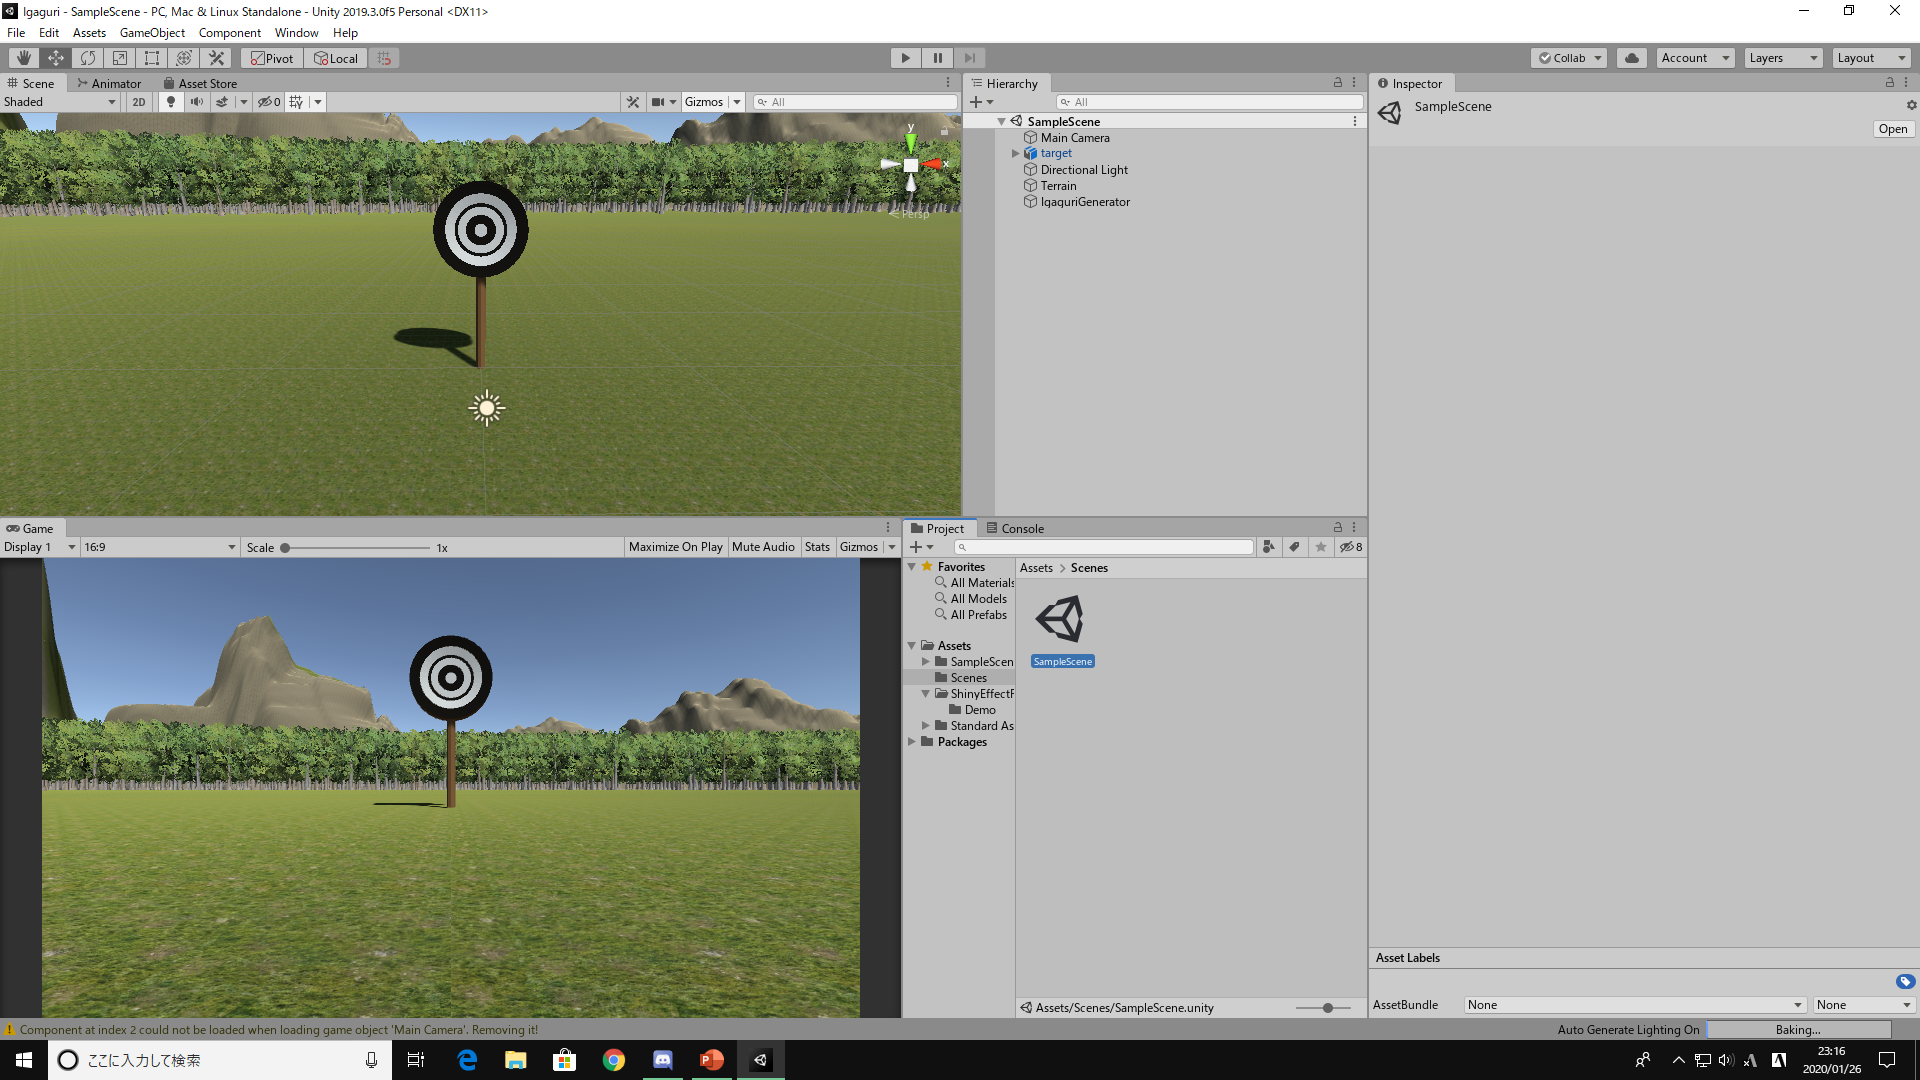 Igaguri - SampleScene - PC, Mac & Linux Standalone - Unity 2019.3.0f5 Personal <DX11>
File Edit Assets GameObject Component Window Help
Pivot Local Collab Account Layers Layout
Scene Animator Asset Store
Shaded 2D 0 Gizmos All
y
x
Persp
Hierarchy
All
SampleScene
Main Camera
target
Directional Light
Terrain
IgaguriGenerator
Inspector
SampleScene
Open
Game
Display 1 16:9 Scale 1x Maximize On Play Mute Audio Stats Gizmos
Project Console
8
Favorites
All Materials
All Models
All Prefabs
Assets
SampleScen
Scenes
ShinyEffectF
Demo
Standard As
Packages
Assets > Scenes
SampleScene
Assets/Scenes/SampleScene.unity
Asset Labels
AssetBundle None None
Component at index 2 could not be loaded when loading game object 'Main Camera'. Removing it!
Auto Generate Lighting On Baking...
ここに入力して検索
A
23:16
2020/01/26